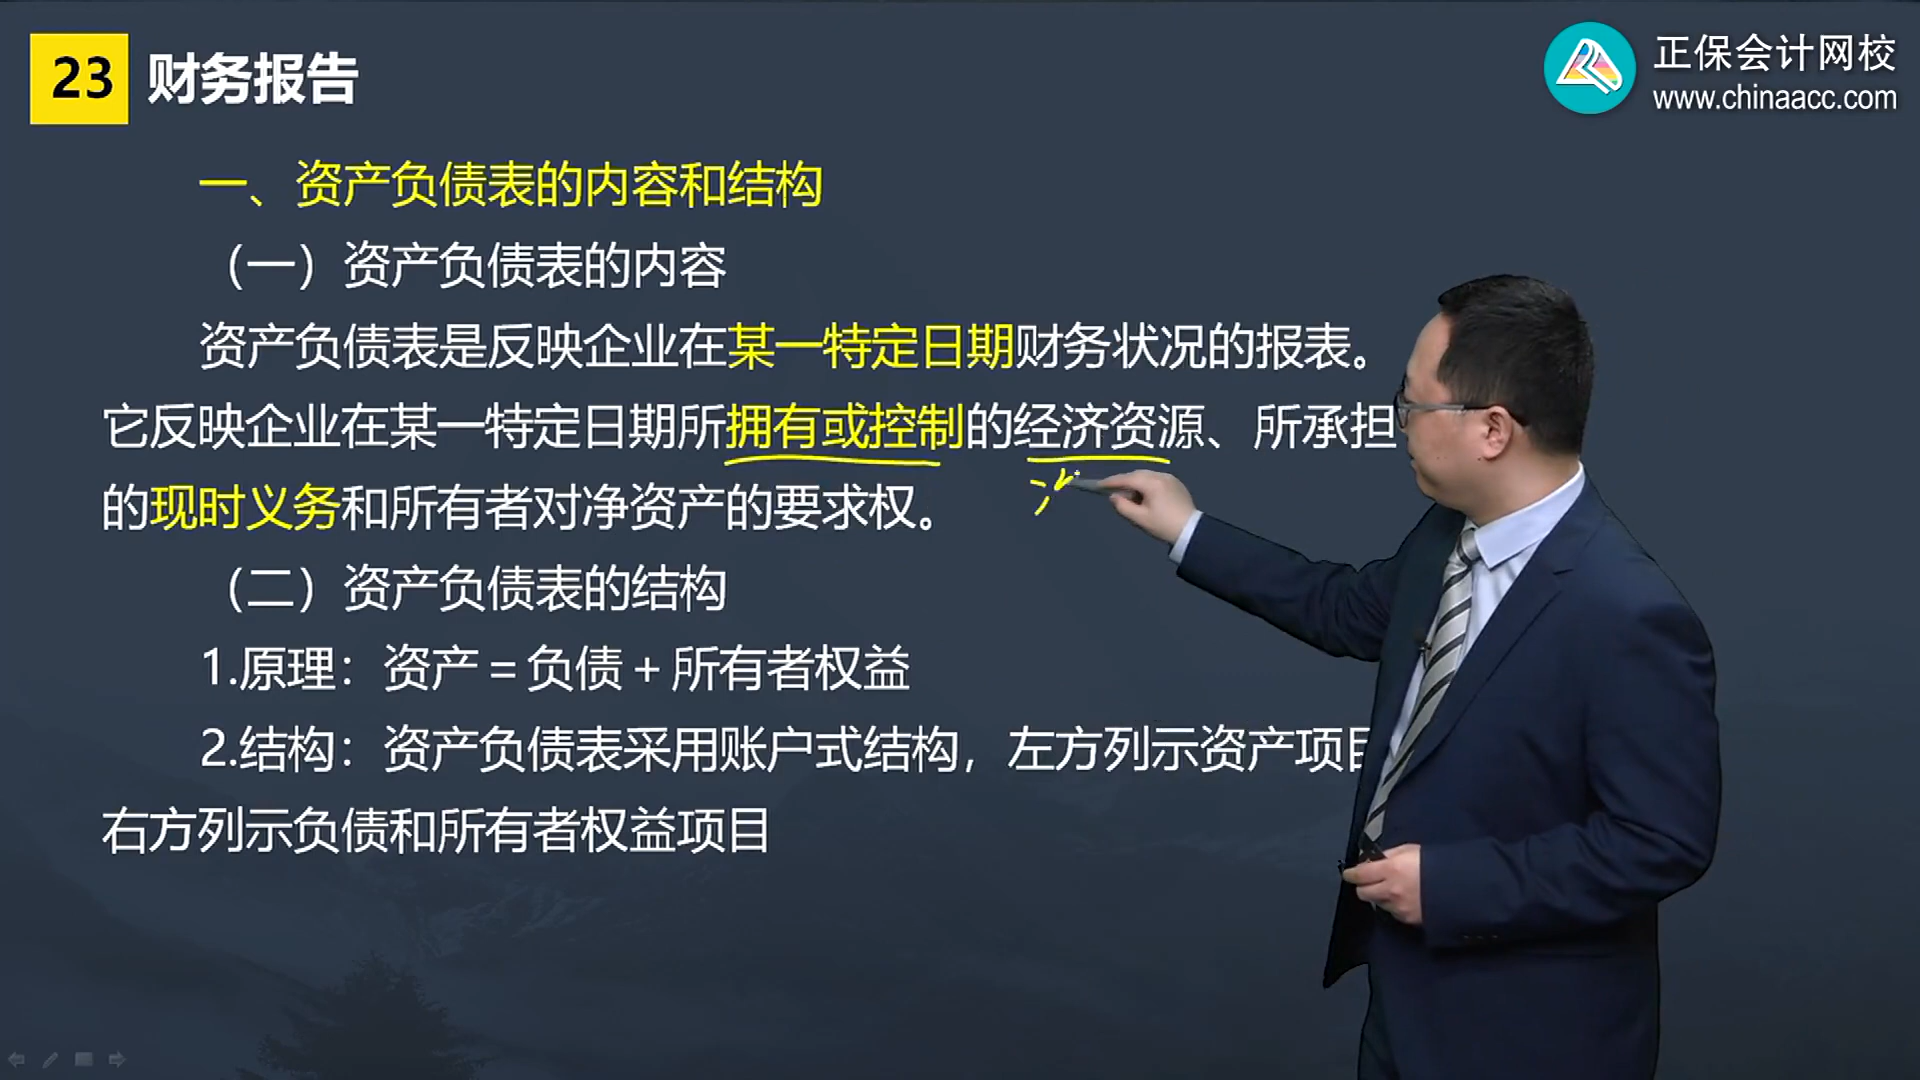 23 财务报告
正保会计网校
www.chinaacc.com
一、资产负债表的内容和结构
（一）资产负债表的内容
资产负债表是反映企业在某一特定日期财务状况的报表。
它反映企业在某一特定日期所拥有或控制的经济资源、所承担
的现时义务和所有者对净资产的要求权。
（二）资产负债表的结构
1.原理：资产＝负债＋所有者权益
2.结构：资产负债表采用账户式结构，左方列示资产项目
右方列示负债和所有者权益项目